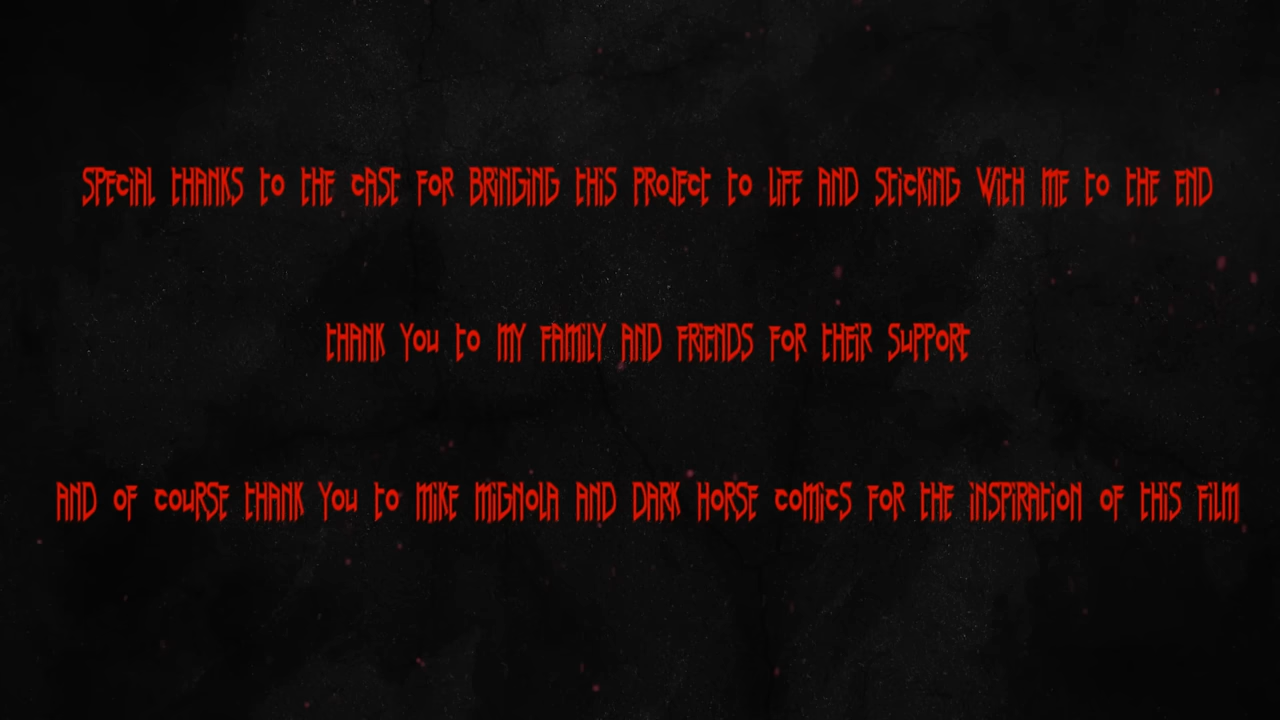 SPECiAL tHANKS to tHE cASt FOR BRiNGiNG tHiS PROJEct to LiFE AND StiCKiNG WitH ME to tHE END
tHANK YOu to MY FAMiLY AND FRiENDS FOR tHEiR SuPPORt
AND OF couRSE tHANK YOu to MiKE MiGNOLA AND DARK HORSE comicS FOR tHE iNSPiRAtiON OF tHiS FiLM